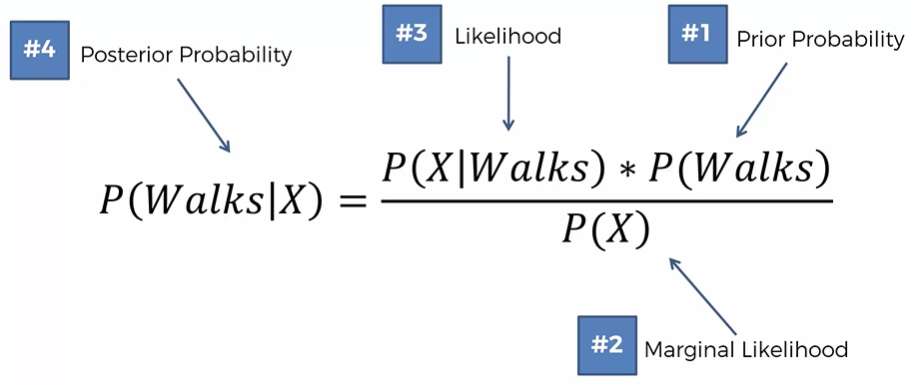 #4 Posterior Probability
#3 Likelihood
#1 Prior Probability
P(Walks|X) = P(X|Walks) * P(Walks)
P(X)
#2 Marginal Likelihood